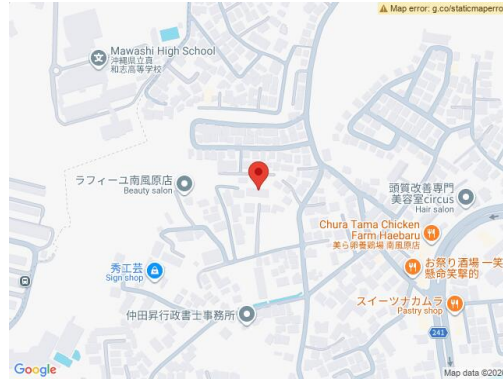 Map error: g.co/staticmaperro
Mawashi High School
沖縄県立真
和志高等学校
ラフィーユ南風原店
Beauty salon
頭質改善専門
美容室circus
Hair salon
Chura Tama Chicken
Farm Haebaru
美ら卵養鶏場 南風原店
お祭り酒場 一笑
懸命笑撃的
秀工芸
Sign shop
スイーツナカムラ
Pastry shop
仲田昇行政書士事務所
241
Google
Map data ©202